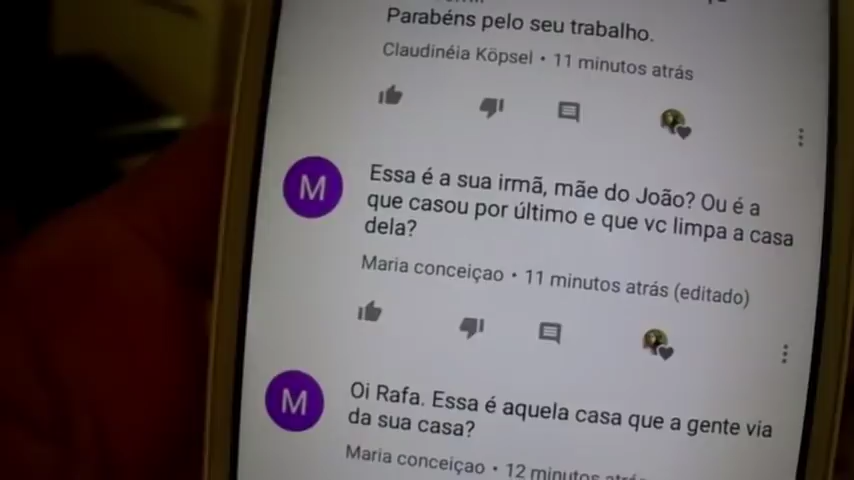 Parabéns pelo seu trabalho.
Claudinéia Köpsel • 11 minutos atrás
M
Essa é a sua irmã, mãe do João? Ou é a
que casou por último e que vc limpa a casa
dela?
Maria conceiçao • 11 minutos atrás (editado)
M
Oi Rafa. Essa é aquela casa que a gente via
da sua casa?
Maria conceiçao • 12 minutos atrás